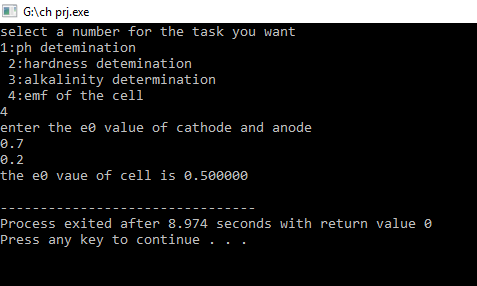 G:\ch prj.exe
select a number for the task you want
1:ph detemination
 2:hardness detemination
 3:alkalinity determination
 4:emf of the cell
4
enter the e0 value of cathode and anode
0.7
0.2
the e0 vaue of cell is 0.500000
--------------------------------
Process exited after 8.974 seconds with return value 0
Press any key to continue . . .